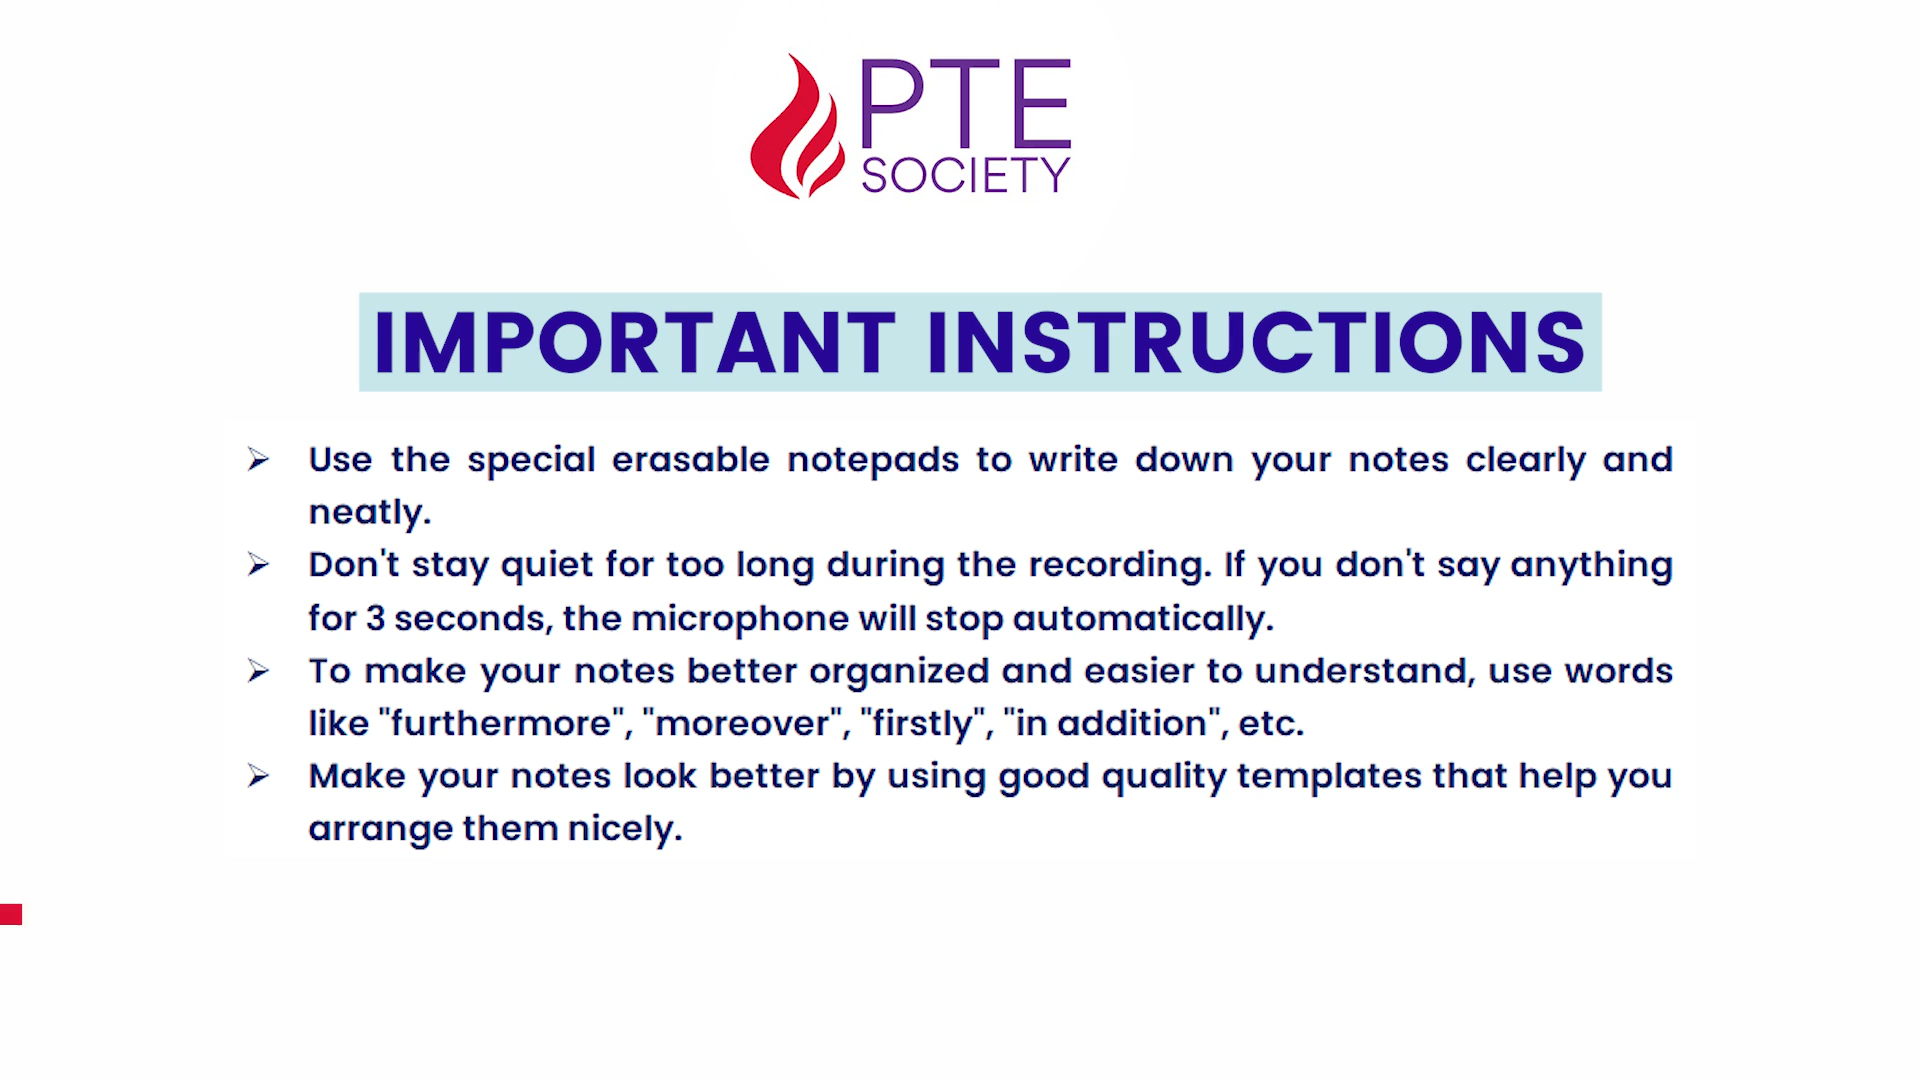 PTE
SOCIETY
IMPORTANT INSTRUCTIONS
➢ Use the special erasable notepads to write down your notes clearly and
neatly.
➢ Don't stay quiet for too long during the recording. If you don't say anything
for 3 seconds, the microphone will stop automatically.
➢ To make your notes better organized and easier to understand, use words
like "furthermore", "moreover", "firstly", "in addition", etc.
➢ Make your notes look better by using good quality templates that help you
arrange them nicely.